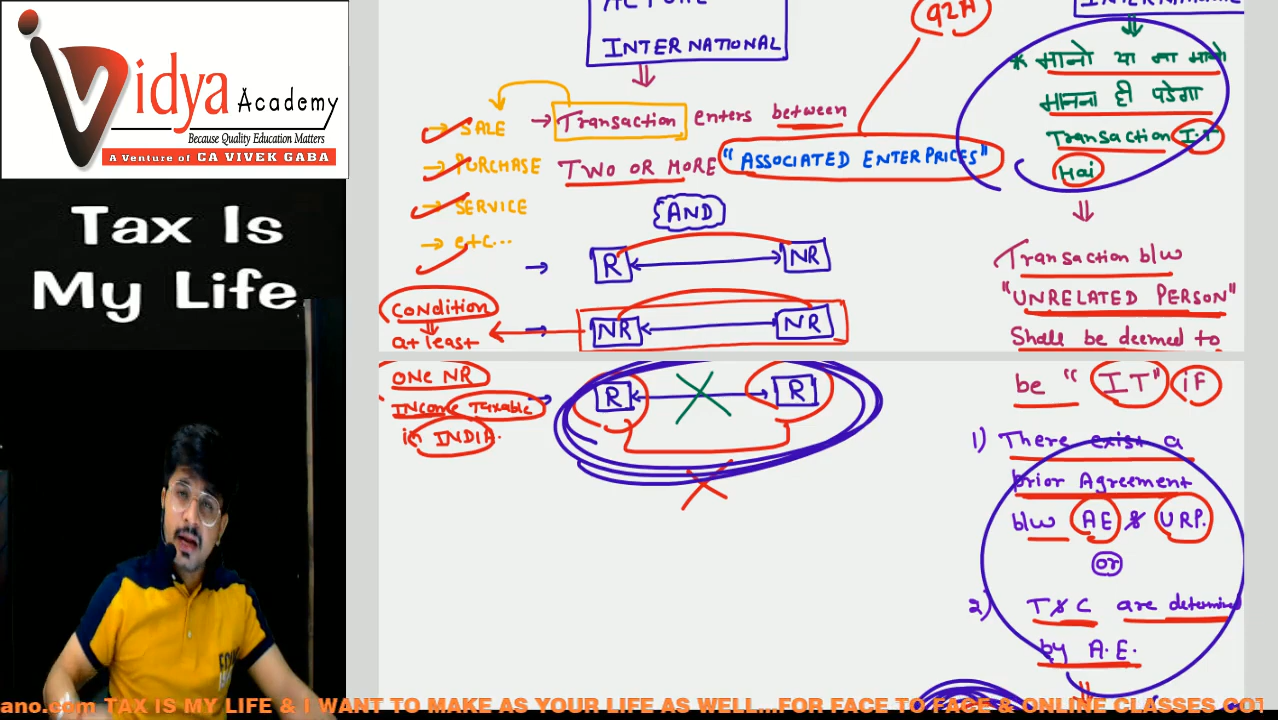 Vidya Academy
Because Quality Education Matters
A Venture of CA VIVEK GABA
Tax Is
My Life
INTERNATIONAL
→ SALE
→ PURCHASE
→ SERVICE
→ etc...
→ Transaction enters between
TWO OR MORE "ASSOCIATED ENTERPRICES"
92A
AND
→ R NR
→ NR NR
→ R R
Condition
at least
ONE NR
INCOME Taxable
in INDIA.
* मानो या ना मानो
मानना ही पडेगा
Transaction I.T
Hai
Transaction b/w
"UNRELATED PERSON"
Shall be deemed to
be "IT" iF
1) There exist a
prior Agreement
b/w AE & URP.
or
2) T&C are determined
by A.E.
ano.com TAX IS MY LIFE & I WANT TO MAKE AS YOUR LIFE AS WELL....FOR FACE TO FACE & ONLINE CLASSES